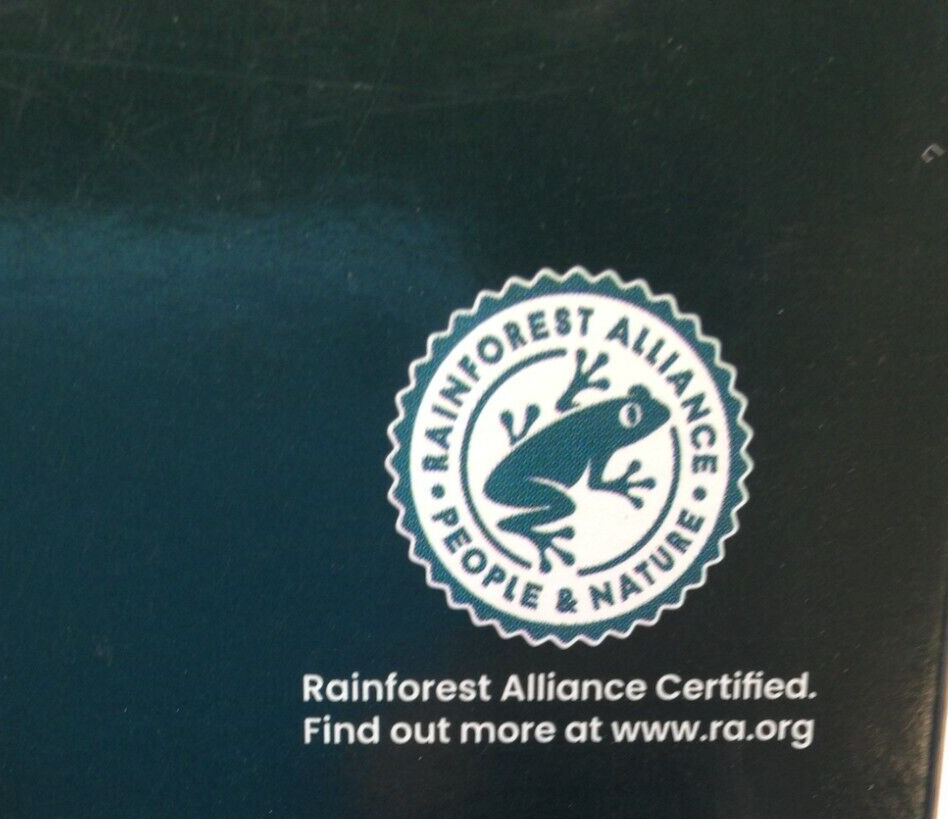 RAINFOREST ALLIANCE
• PEOPLE & NATURE •
Rainforest Alliance Certified.
Find out more at www.ra.org